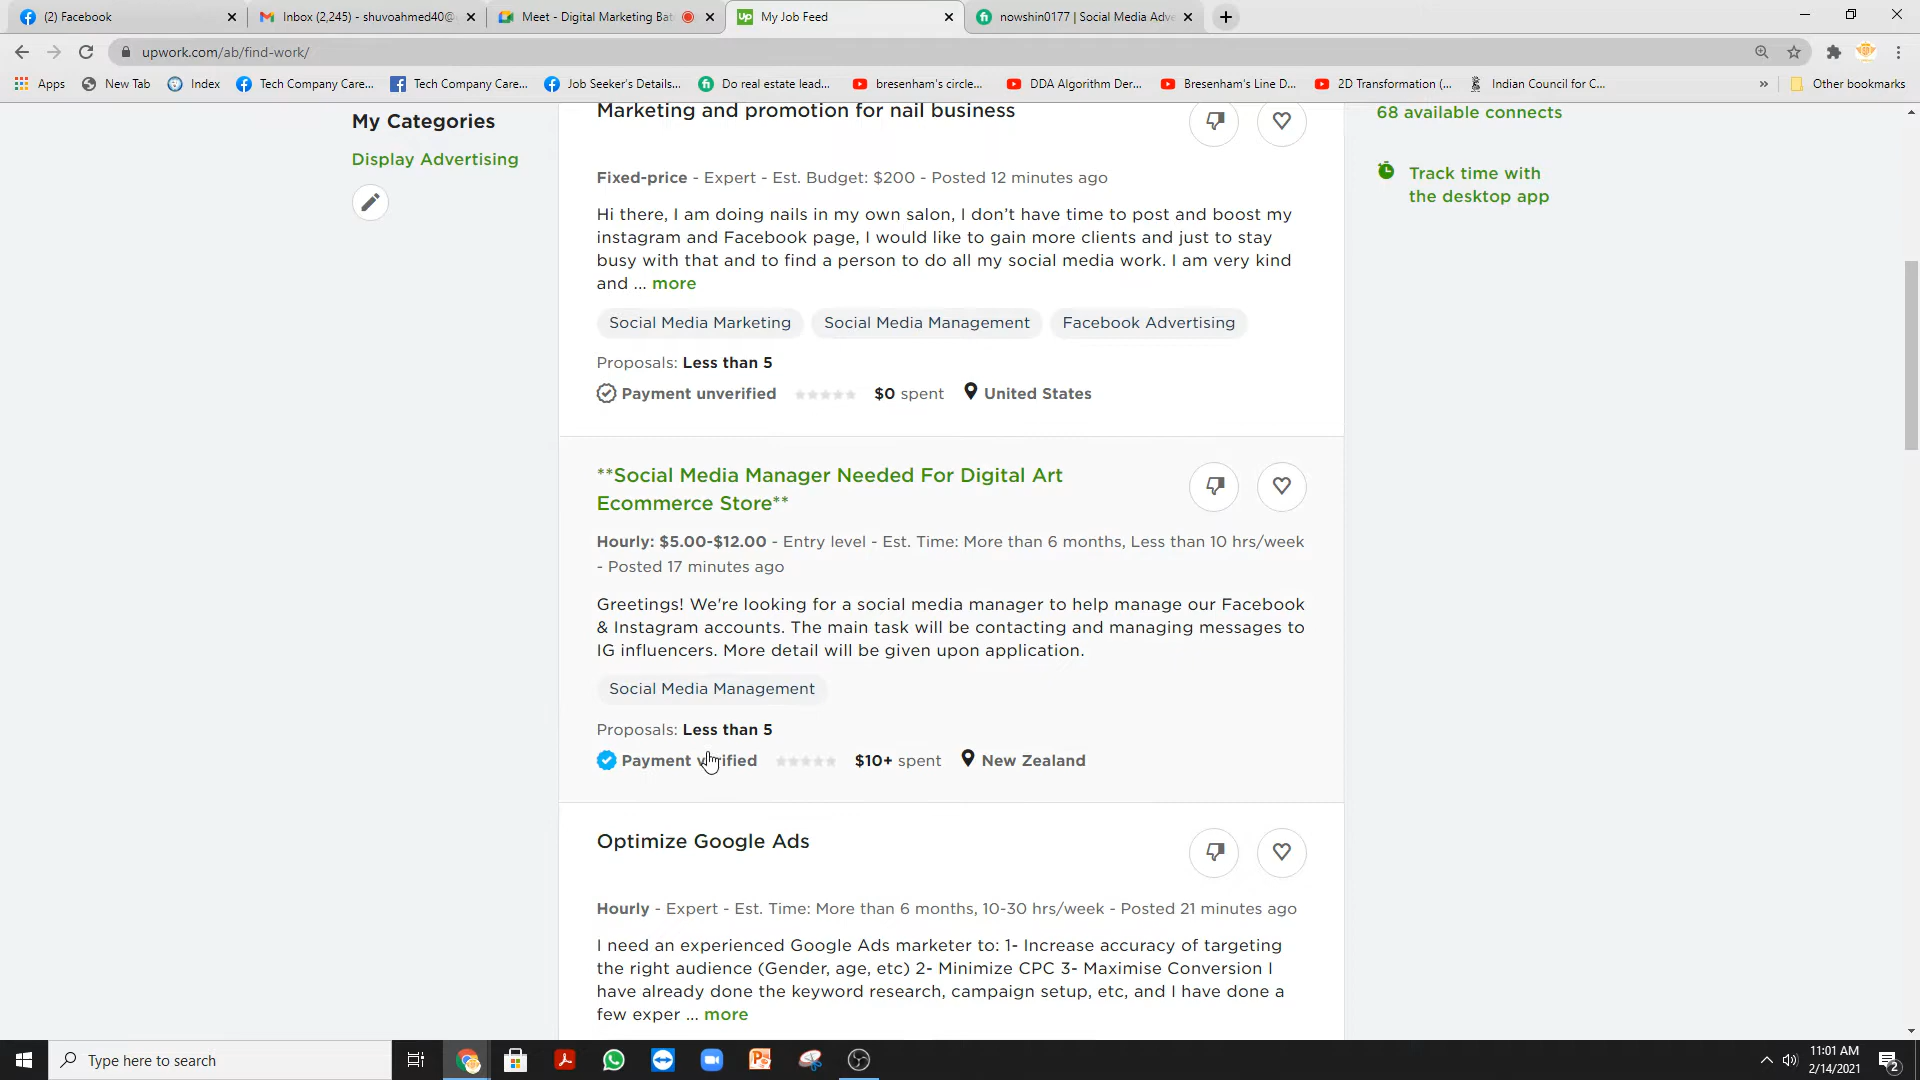 (2) Facebook
Inbox (2,245) - shuvoahmed40@
Meet - Digital Marketing Bat
My Job Feed
nowshin0177 | Social Media Adve
upwork.com/ab/find-work/
Apps
New Tab
Index
Tech Company Care...
Tech Company Care...
Job Seeker's Details...
Do real estate lead...
bresenham's circle...
DDA Algorithm Der...
Bresenham's Line D...
2D Transformation (...
Indian Council for C...
»
Other bookmarks
My Categories
Display Advertising
Marketing and promotion for nail business
Fixed-price - Expert - Est. Budget: $200 - Posted 12 minutes ago
Hi there, I am doing nails in my own salon, I don't have time to post and boost my
instagram and Facebook page, I would like to gain more clients and just to stay
busy with that and to find a person to do all my social media work. I am very kind
and ... more
Social Media Marketing
Social Media Management
Facebook Advertising
Proposals: Less than 5
Payment unverified
$0 spent
United States
**Social Media Manager Needed For Digital Art
Ecommerce Store**
Hourly: $5.00-$12.00 - Entry level - Est. Time: More than 6 months, Less than 10 hrs/week
- Posted 17 minutes ago
Greetings! We're looking for a social media manager to help manage our Facebook
& Instagram accounts. The main task will be contacting and managing messages to
IG influencers. More detail will be given upon application.
Social Media Management
Proposals: Less than 5
Payment verified
$10+ spent
New Zealand
Optimize Google Ads
Hourly - Expert - Est. Time: More than 6 months, 10-30 hrs/week - Posted 21 minutes ago
I need an experienced Google Ads marketer to: 1- Increase accuracy of targeting
the right audience (Gender, age, etc) 2- Minimize CPC 3- Maximise Conversion I
have already done the keyword research, campaign setup, etc, and I have done a
few exper ... more
68 available connects
Track time with
the desktop app
Type here to search
11:01 AM
2/14/2021
2